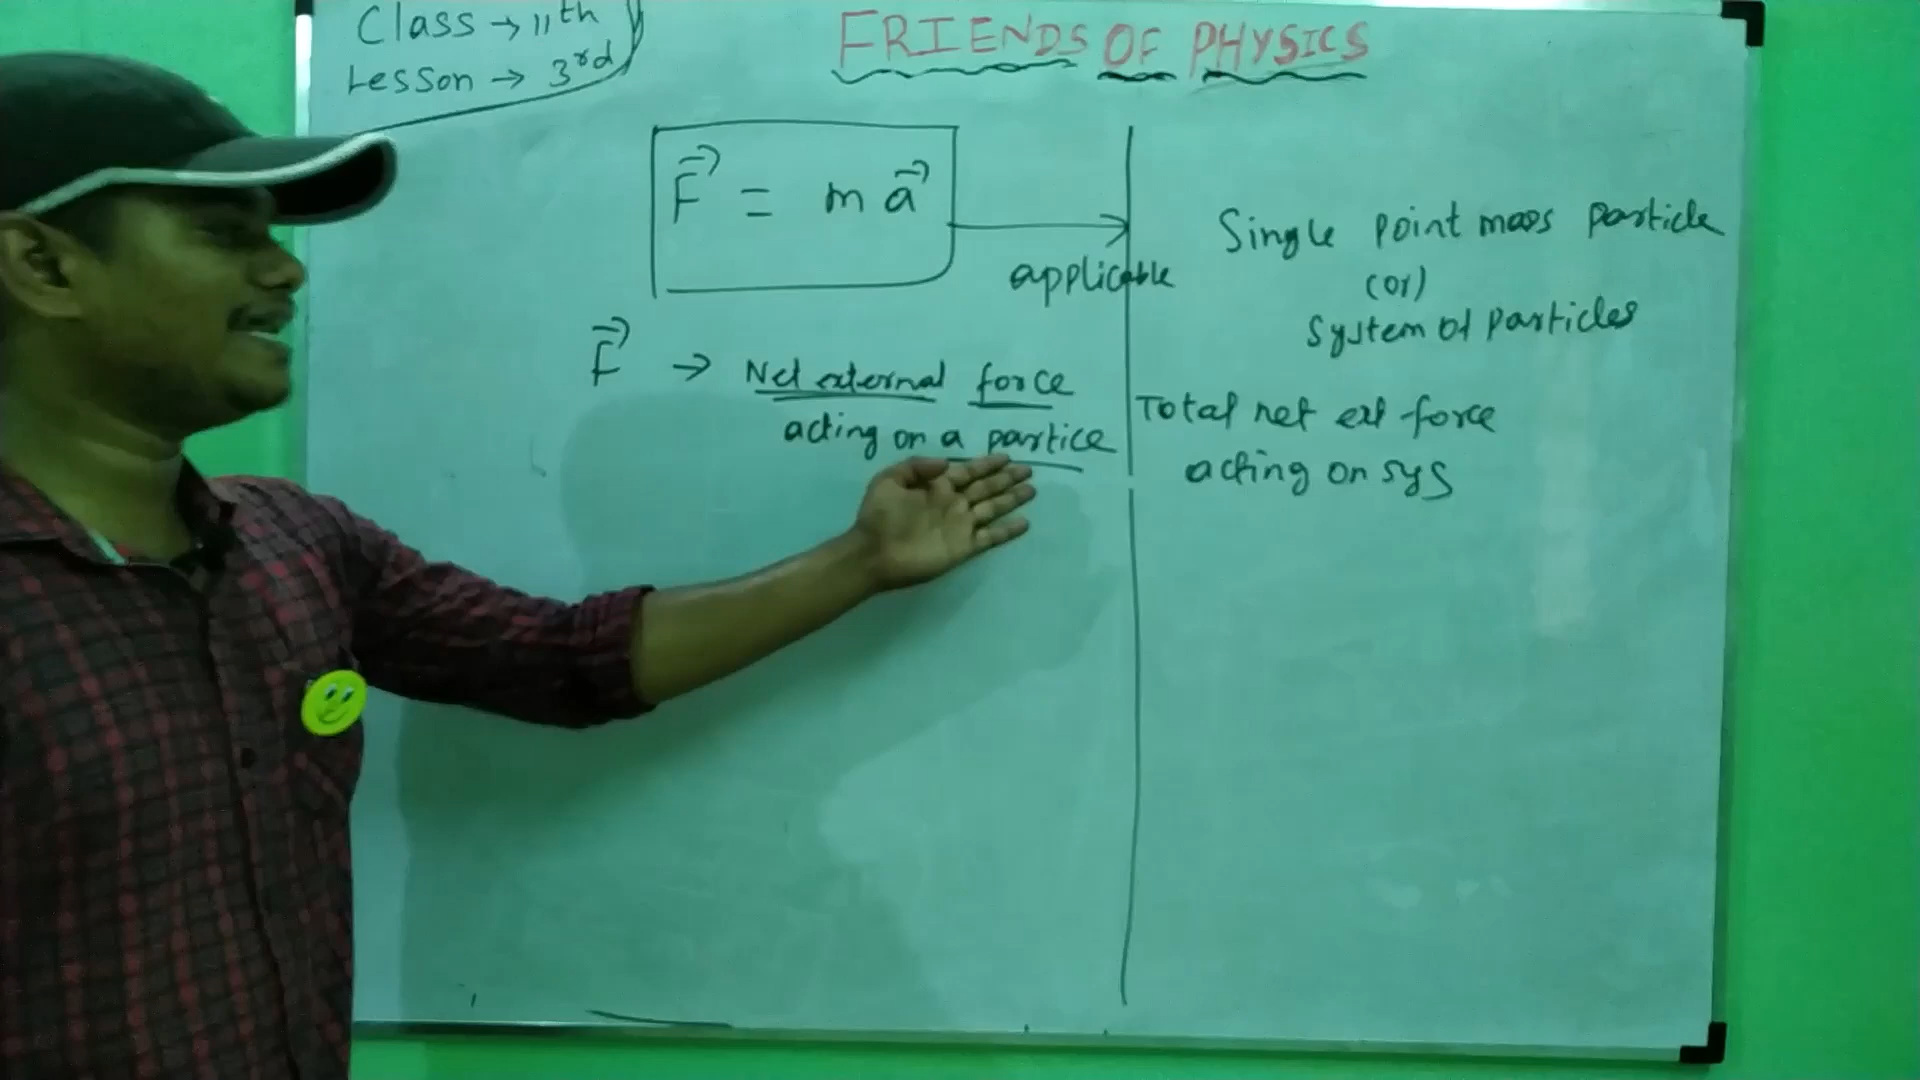 Class → 11th
Lesson → 3rd
FRIENDS OF PHYSICS
F⃗ = m a⃗
applicable
Single point mass particle
(or)
System of particles
F⃗ → Net external force
acting on a partice
Total net ext force
acting on sys